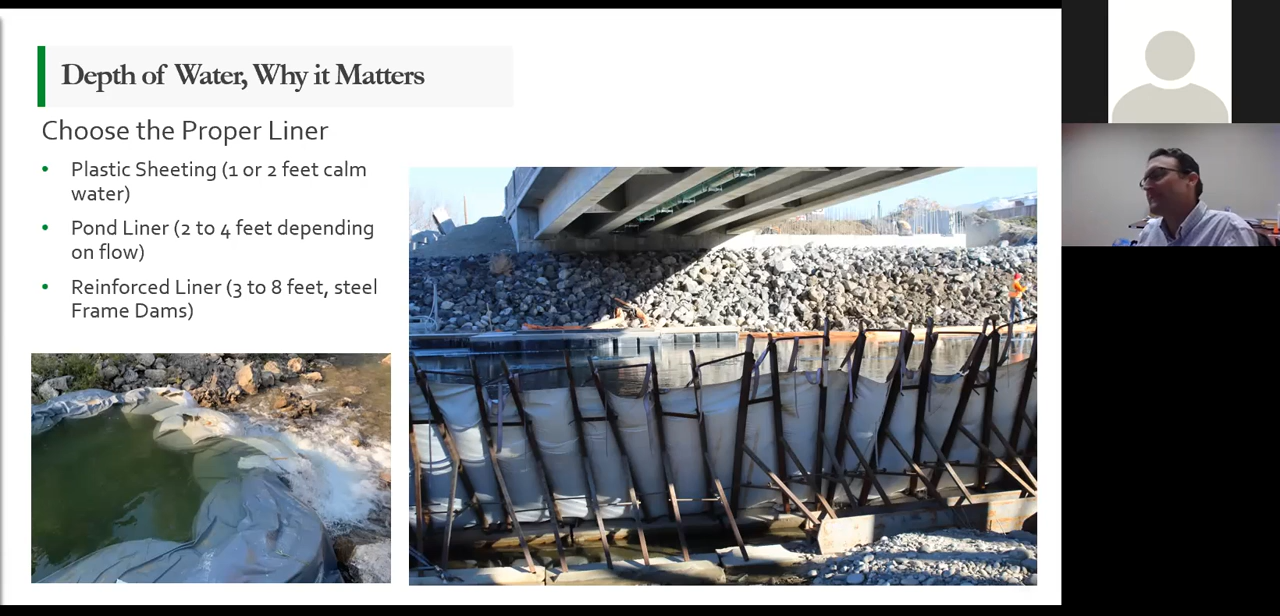 Depth of Water, Why it Matters
Choose the Proper Liner
• Plastic Sheeting (1 or 2 feet calm
water)
• Pond Liner (2 to 4 feet depending
on flow)
• Reinforced Liner (3 to 8 feet, steel
Frame Dams)